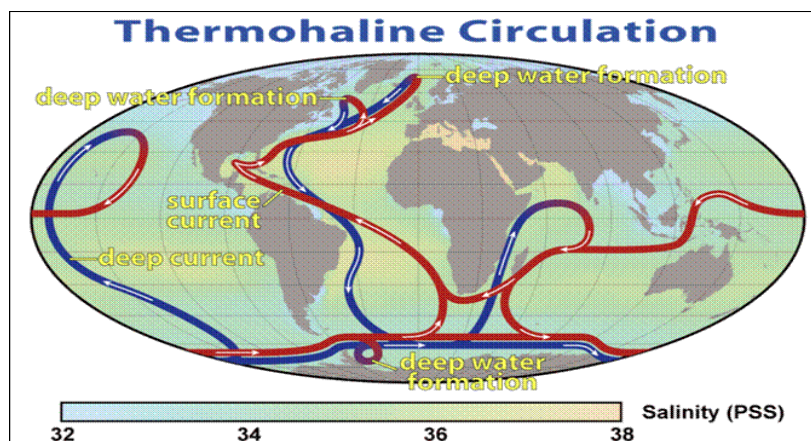 Thermohaline Circulation
deep water formation
deep water formation
surface
current
deep current
deep water
formation
Salinity (PSS)
32 34 36 38